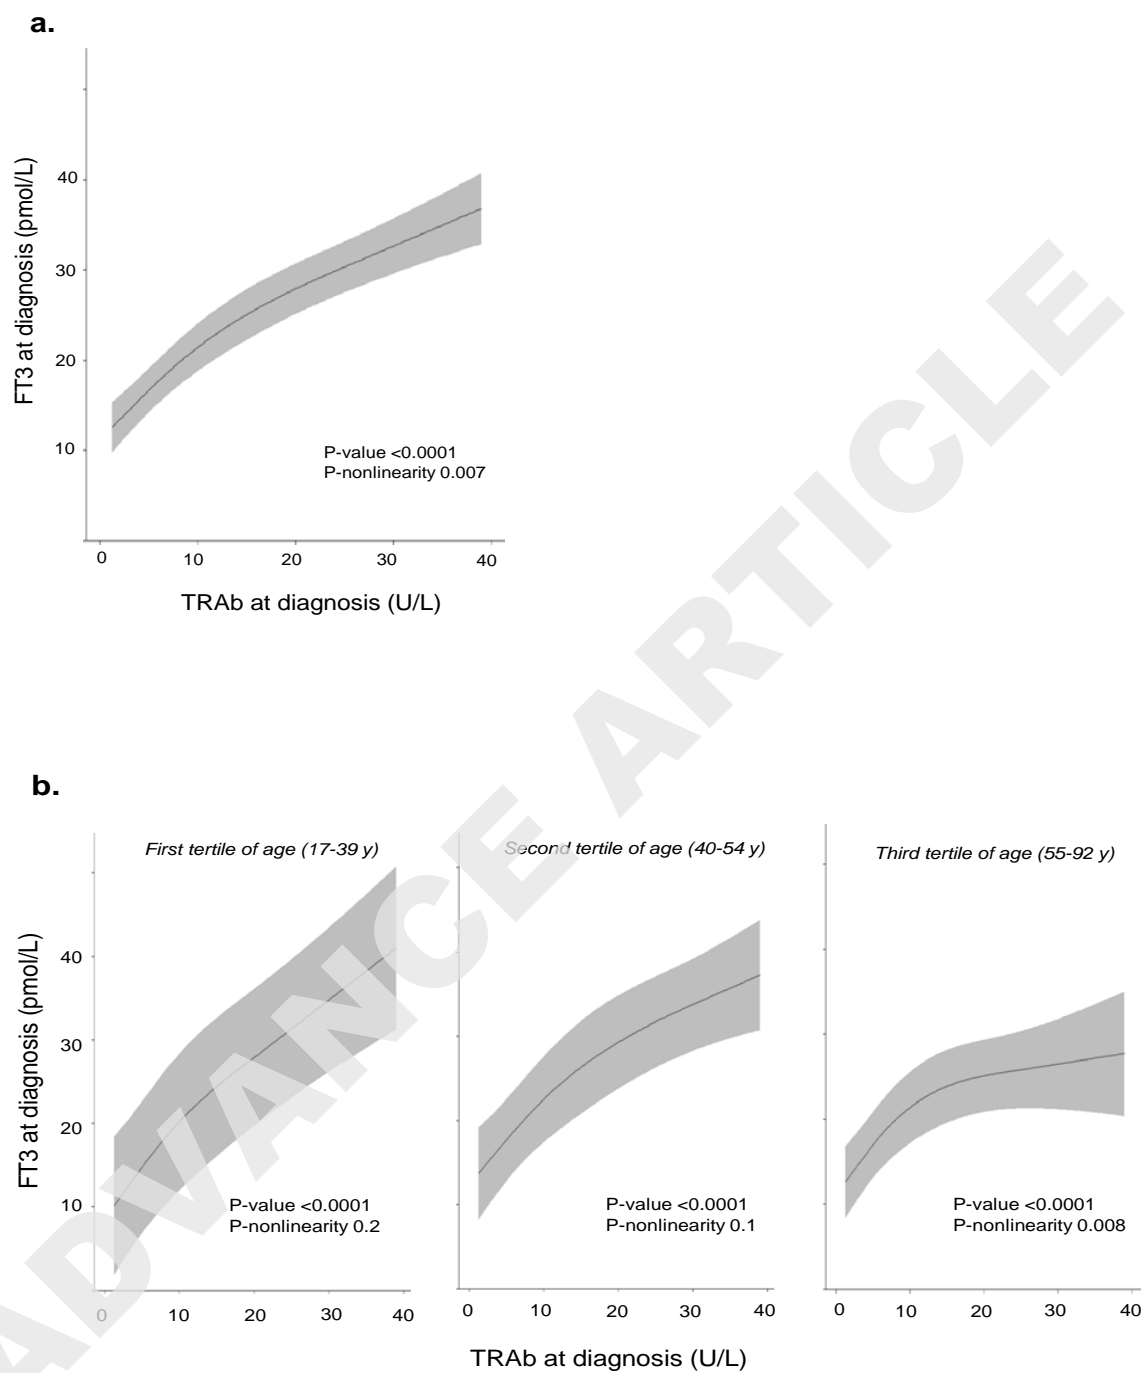 a.
FT3 at diagnosis (pmol/L)
40
30
20
10
P-value <0.0001
P-nonlinearity 0.007
0 10 20 30 40
TRAb at diagnosis (U/L)
b.
First tertile of age (17-39 y)
Second tertile of age (40-54 y)
Third tertile of age (55-92 y)
FT3 at diagnosis (pmol/L)
40
30
20
10
P-value <0.0001
P-nonlinearity 0.2
P-value <0.0001
P-nonlinearity 0.1
P-value <0.0001
P-nonlinearity 0.008
0 10 20 30 40
0 10 20 30 40
0 10 20 30 40
TRAb at diagnosis (U/L)
ADVANCE ARTICLE